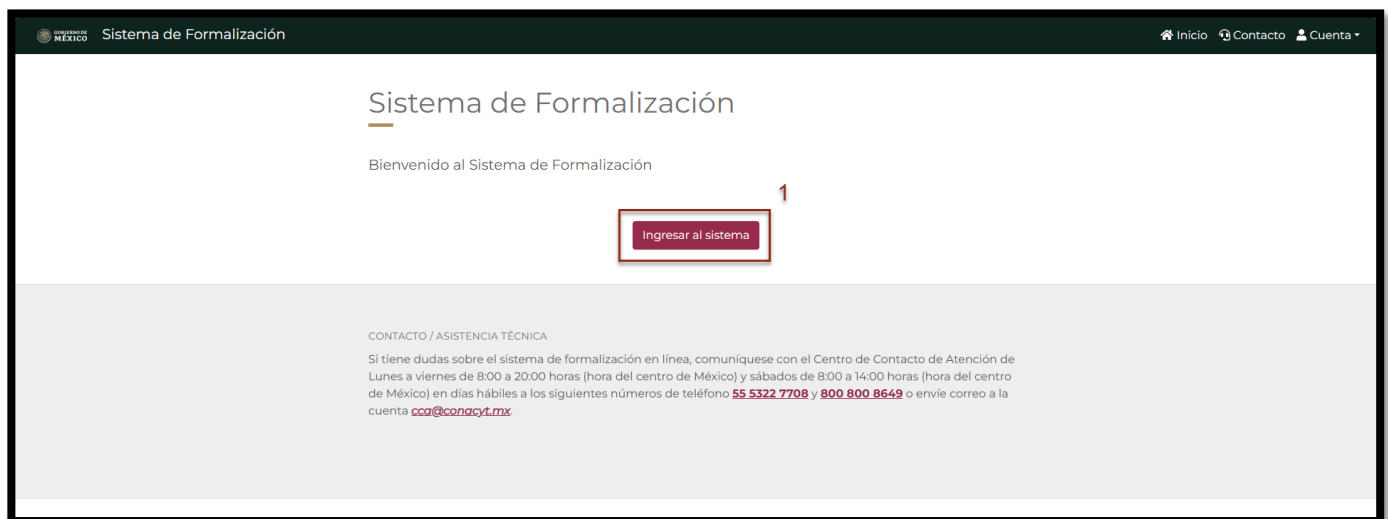 GOBIERNO DE
MÉXICO
Sistema de Formalización
Inicio
Contacto
Cuenta
Sistema de Formalización
Bienvenido al Sistema de Formalización
1
Ingresar al sistema
CONTACTO / ASISTENCIA TÉCNICA
Si tiene dudas sobre el sistema de formalización en línea, comuníquese con el Centro de Contacto de Atención de
Lunes a viernes de 8:00 a 20:00 horas (hora del centro de México) y sábados de 8:00 a 14:00 horas (hora del centro
de México) en días hábiles a los siguientes números de teléfono 55 5322 7708 y 800 800 8649 o envíe correo a la
cuenta cca@conacyt.mx.